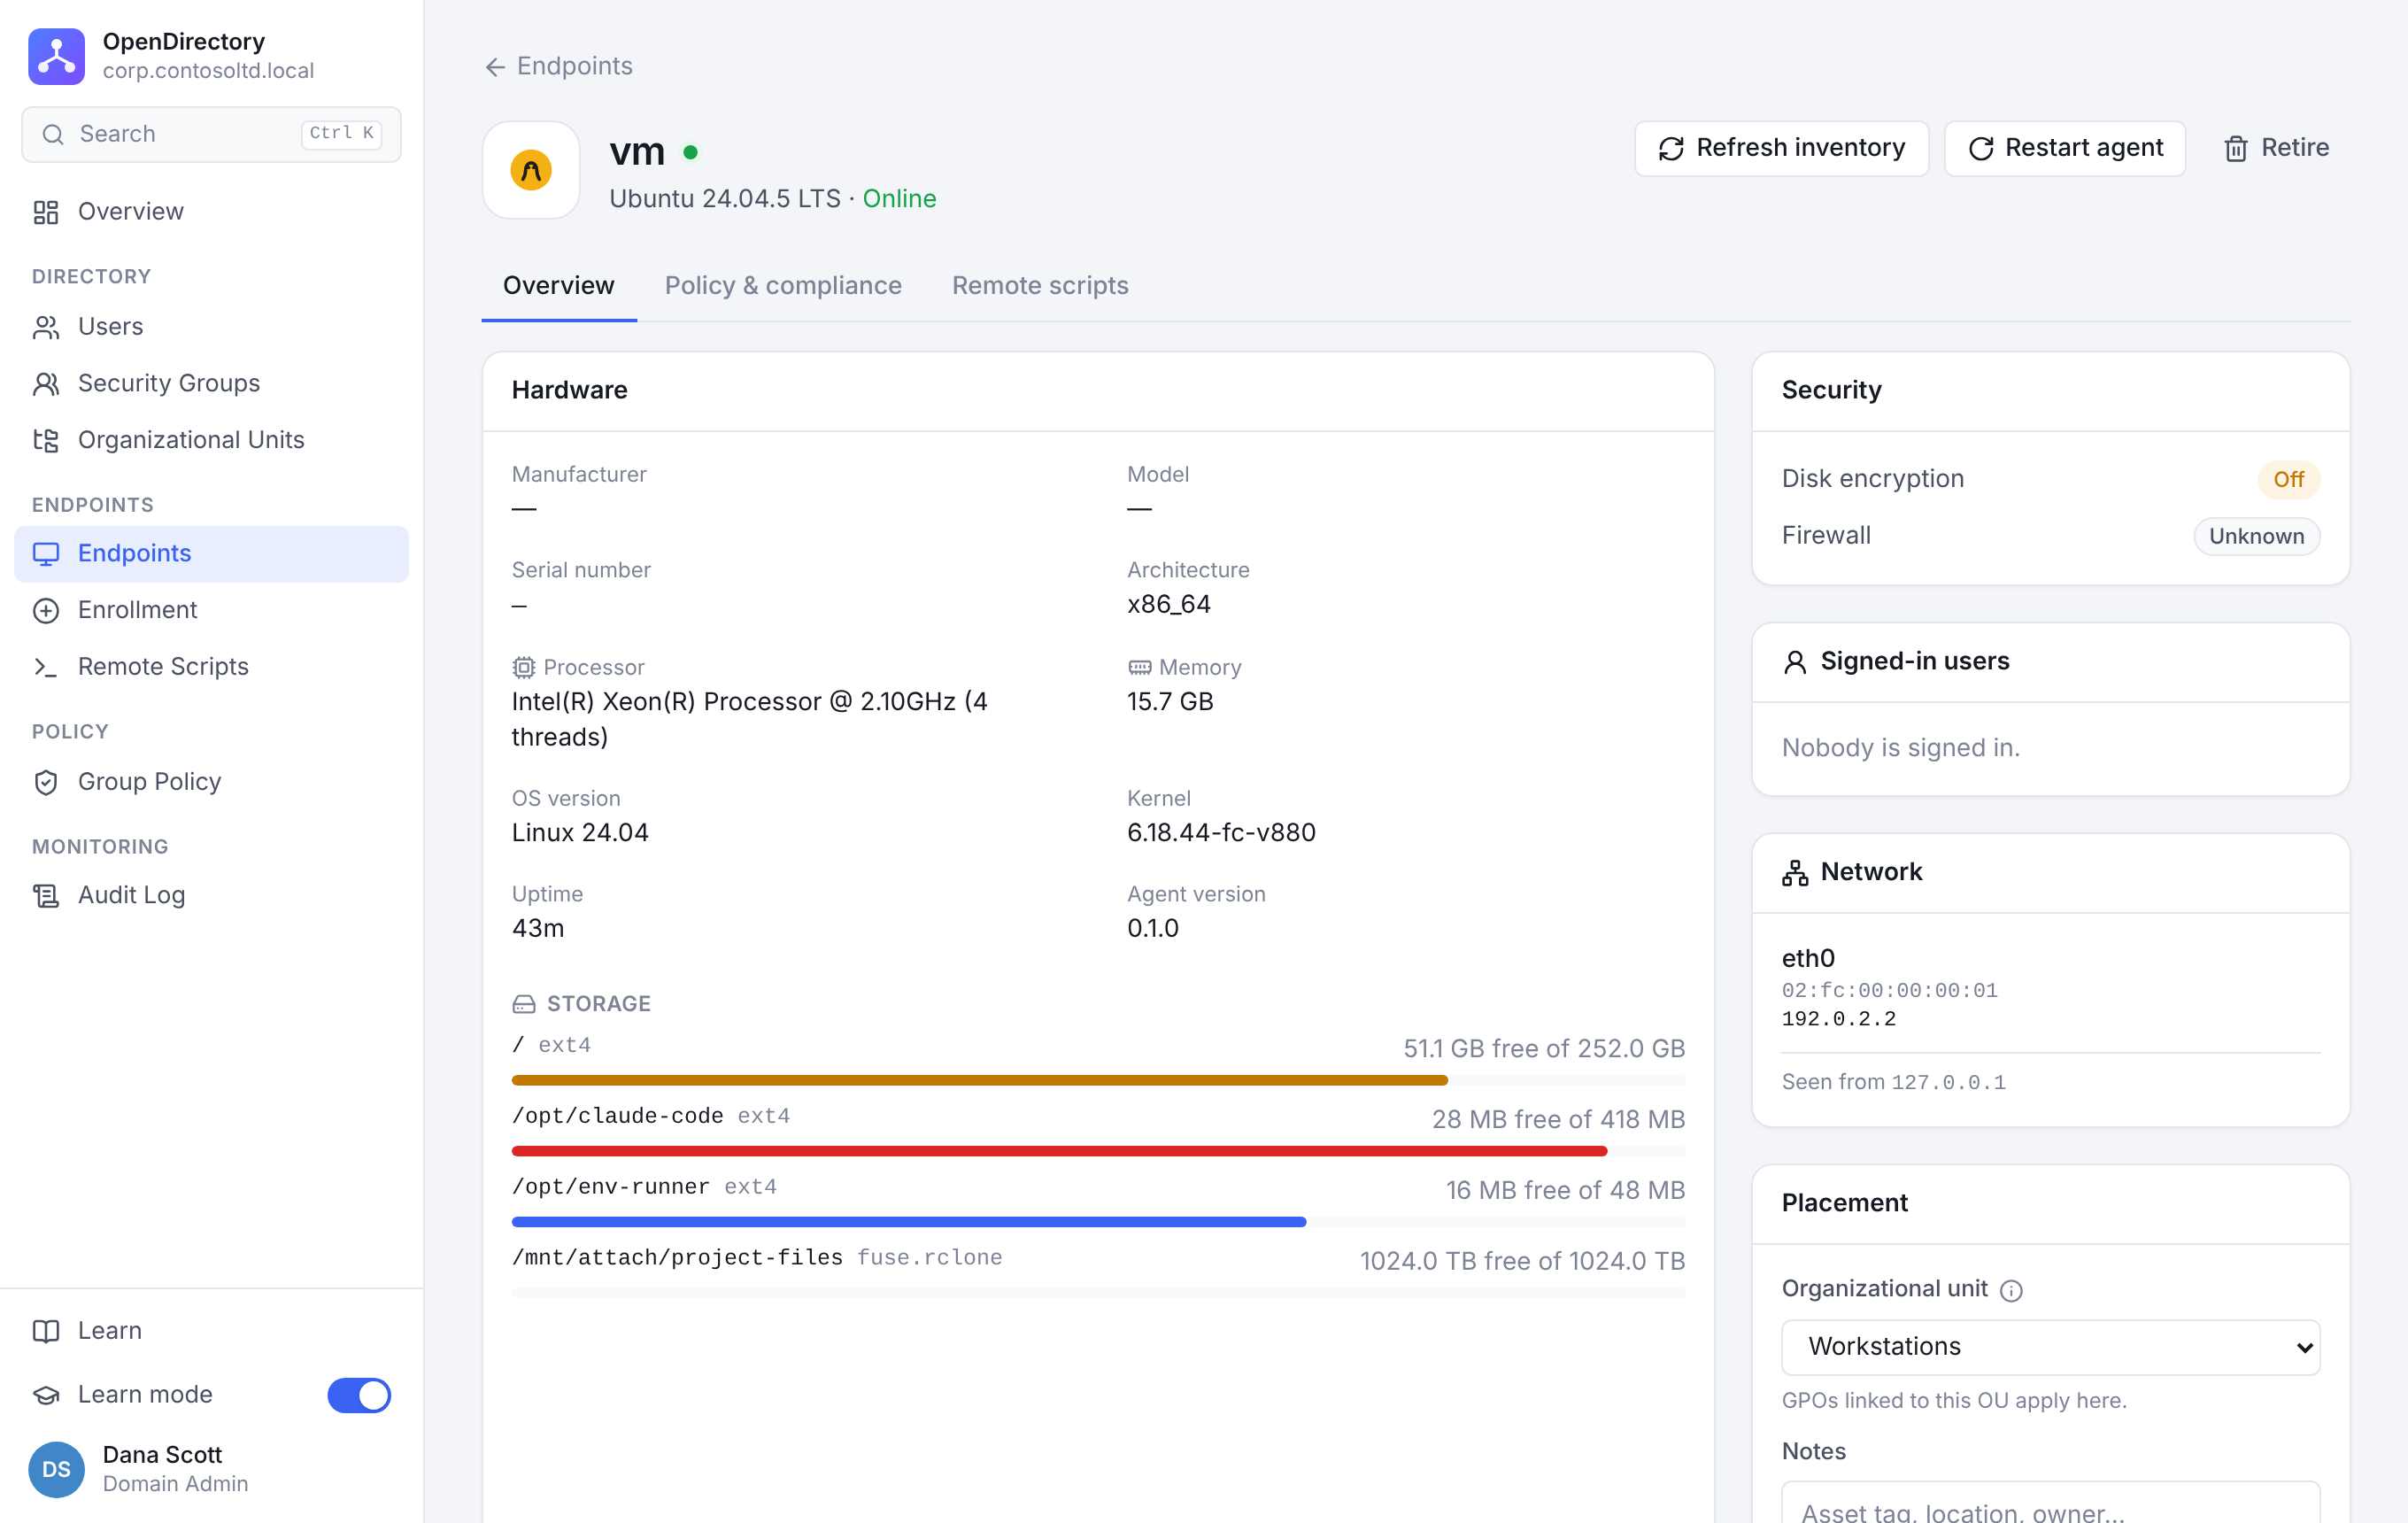 OpenDirectory
corp.contosoltd.local
Search
Ctrl K
Overview
DIRECTORY
Users
Security Groups
Organizational Units
ENDPOINTS
Endpoints
Enrollment
Remote Scripts
POLICY
Group Policy
MONITORING
Audit Log
Learn
Learn mode
DS
Dana Scott
Domain Admin
Endpoints
vm
Ubuntu 24.04.5 LTS · Online
Refresh inventory
Restart agent
Retire
Overview
Policy & compliance
Remote scripts
Hardware
Manufacturer
—
Model
—
Serial number
–
Architecture
x86_64
Processor
Intel(R) Xeon(R) Processor @ 2.10GHz (4
threads)
Memory
15.7 GB
OS version
Linux 24.04
Kernel
6.18.44-fc-v880
Uptime
43m
Agent version
0.1.0
STORAGE
/ ext4
51.1 GB free of 252.0 GB
/opt/claude-code ext4
28 MB free of 418 MB
/opt/env-runner ext4
16 MB free of 48 MB
/mnt/attach/project-files fuse.rclone
1024.0 TB free of 1024.0 TB
Security
Disk encryption
Off
Firewall
Unknown
Signed-in users
Nobody is signed in.
Network
eth0
02:fc:00:00:00:01
192.0.2.2
Seen from 127.0.0.1
Placement
Organizational unit
Workstations
GPOs linked to this OU apply here.
Notes
Asset tag, location, owner...